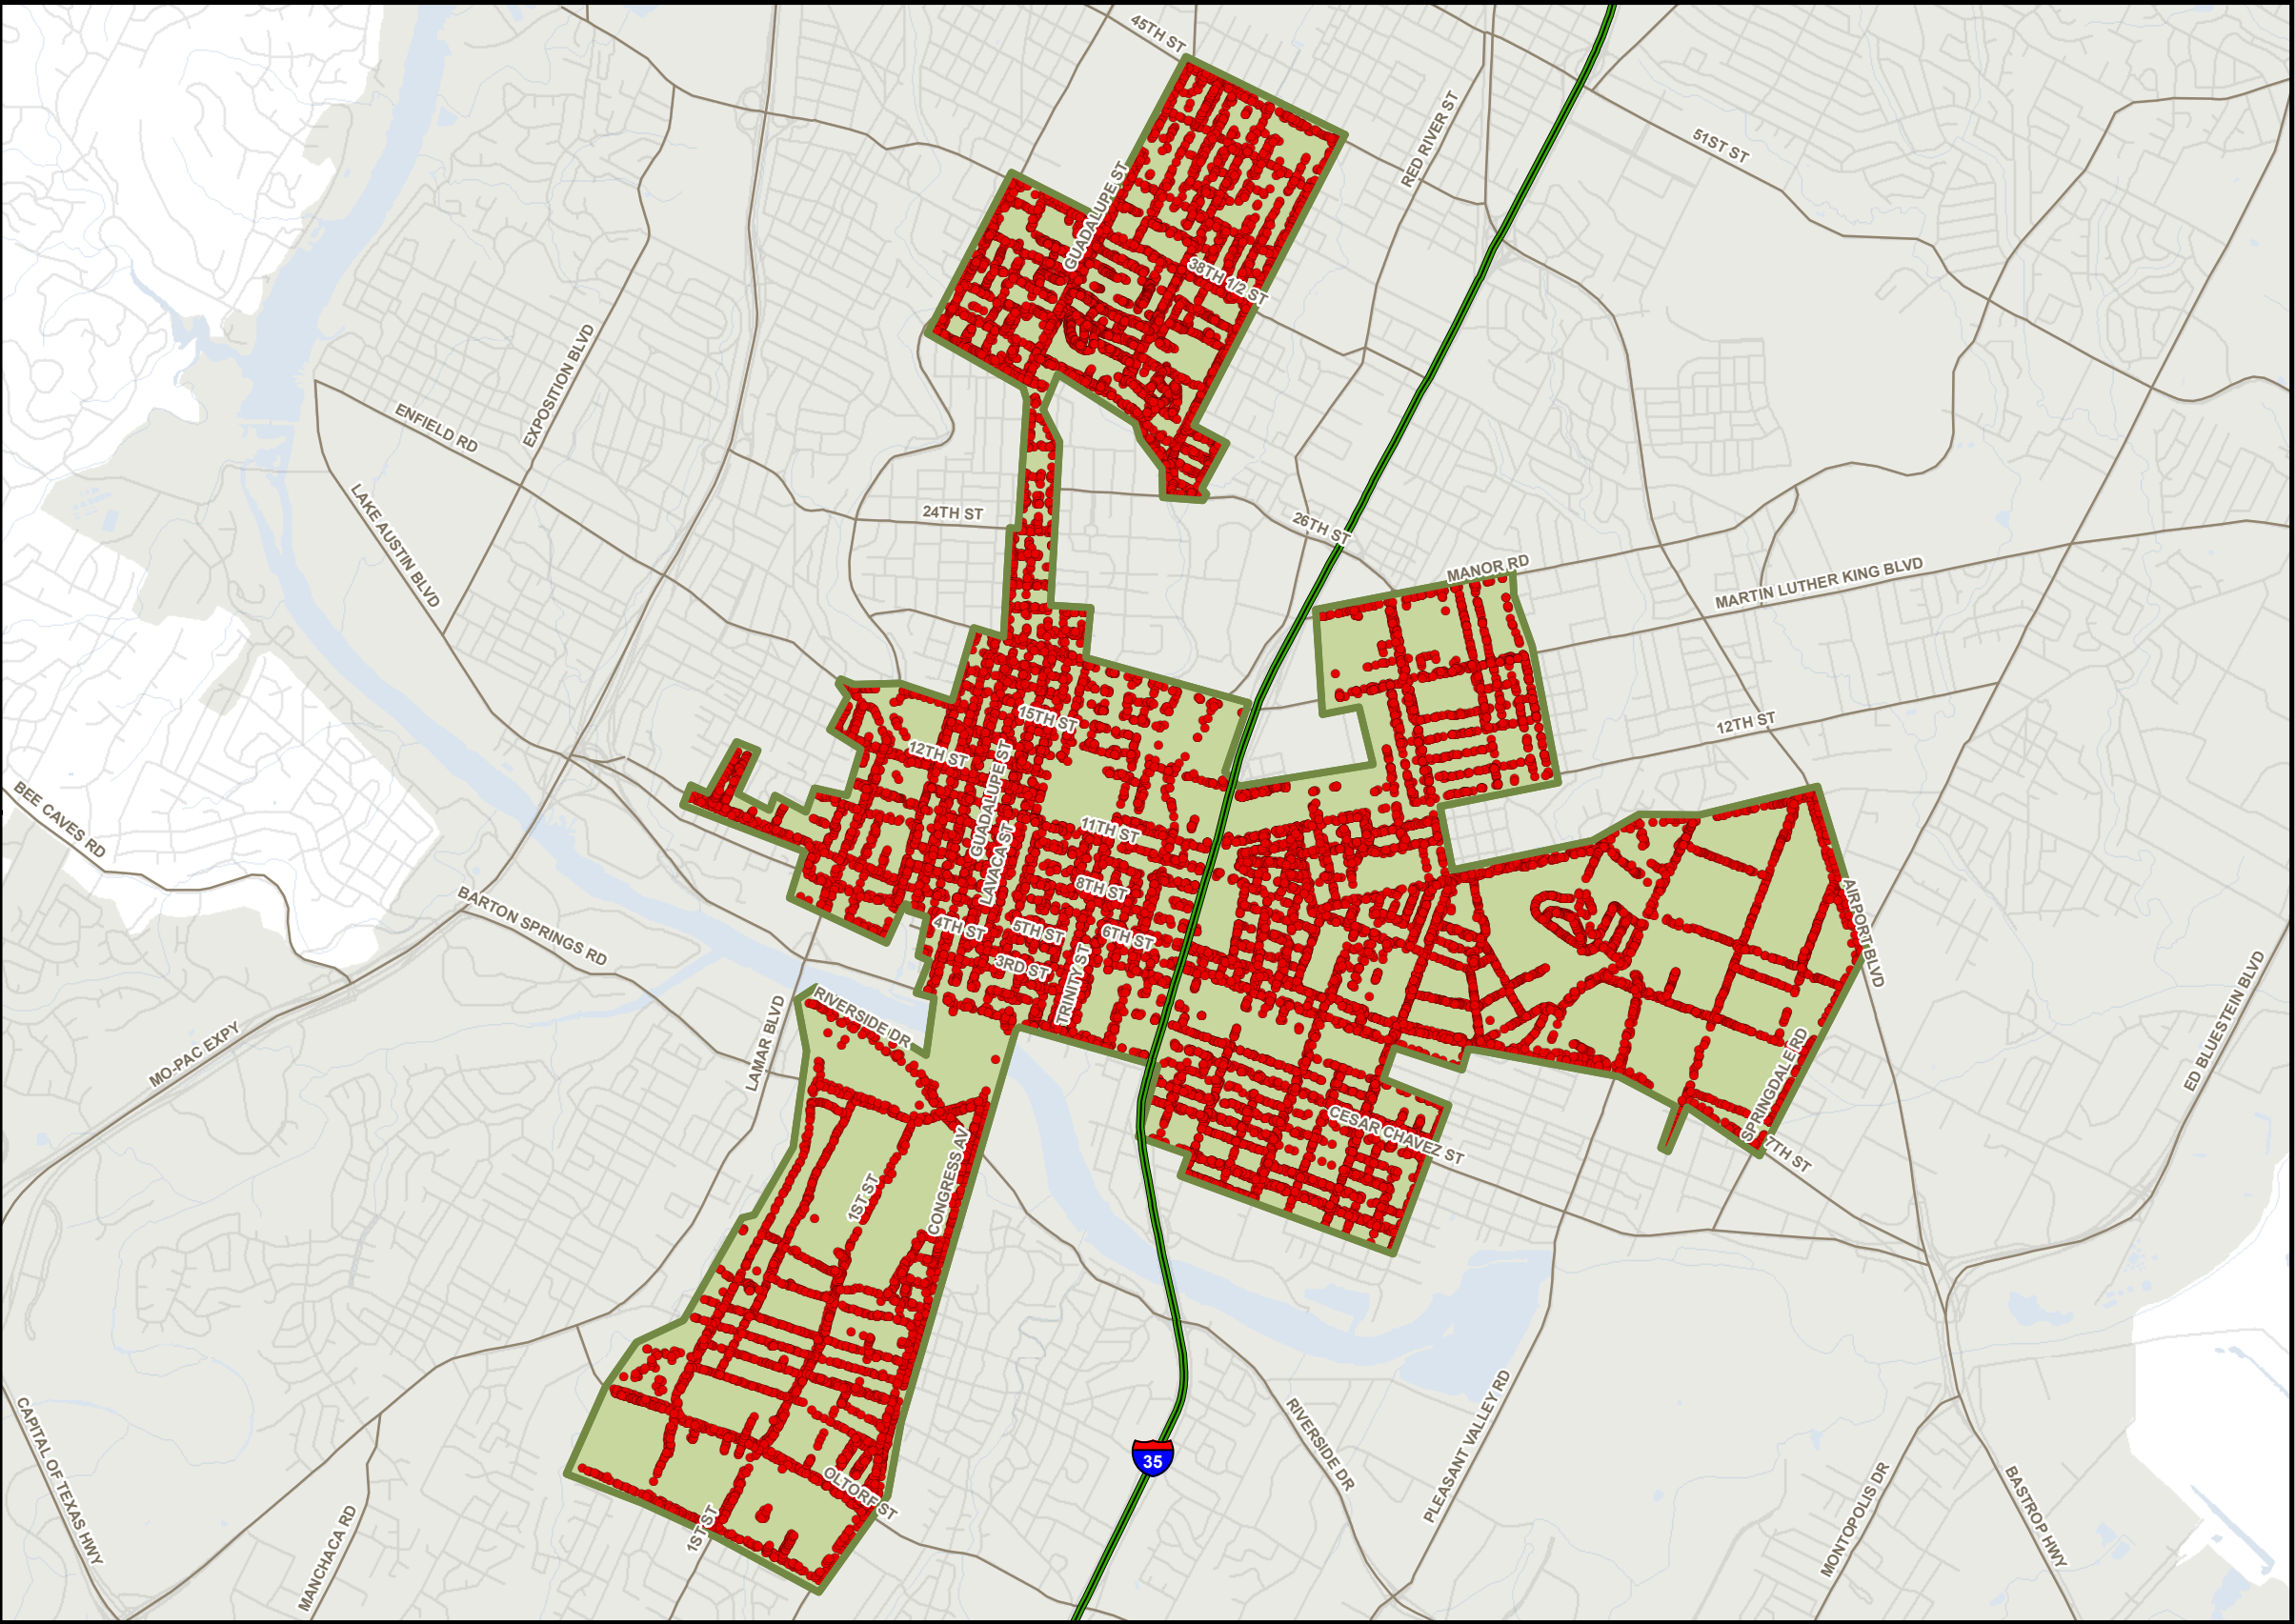 45TH ST
RED RIVER ST
51ST ST
GUADALUPE ST
38TH 1/2 ST
EXPOSITION BLVD
ENFIELD RD
LAKE AUSTIN BLVD
24TH ST
26TH ST
MANOR RD
MARTIN LUTHER KING BLVD
15TH ST
12TH ST
12TH ST
GUADALUPE ST
LAVACA ST
11TH ST
8TH ST
BEE CAVES RD
BARTON SPRINGS RD
4TH ST
5TH ST
6TH ST
3RD ST
TRINITY ST
AIRPORT BLVD
RIVERSIDE DR
LAMAR BLVD
MO-PAC EXPY
ED BLUESTEIN BLVD
SPRINGDALE RD
CESAR CHAVEZ ST
7TH ST
1ST ST
CONGRESS AV
CAPITAL OF TEXAS HWY
MANCHACA RD
OLTORF ST
1ST ST
35
RIVERSIDE DR
PLEASANT VALLEY RD
MONTOPOLIS DR
BASTROP HWY